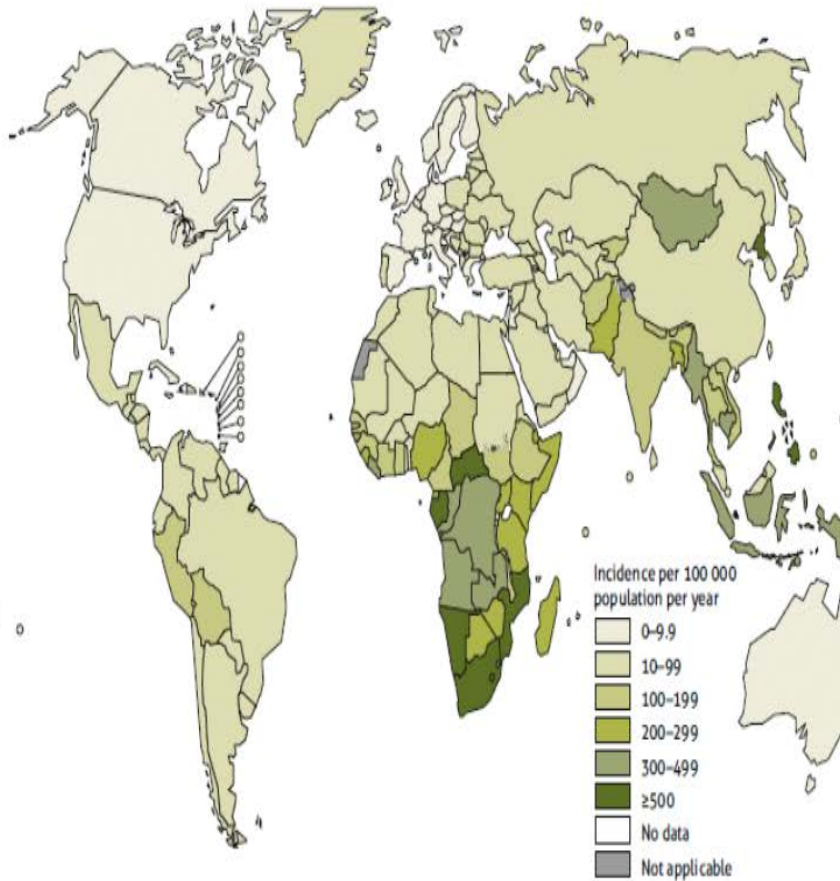 Incidence per 100 000
population per year
0–9.9
10–99
100–199
200–299
300–499
≥500
No data
Not applicable